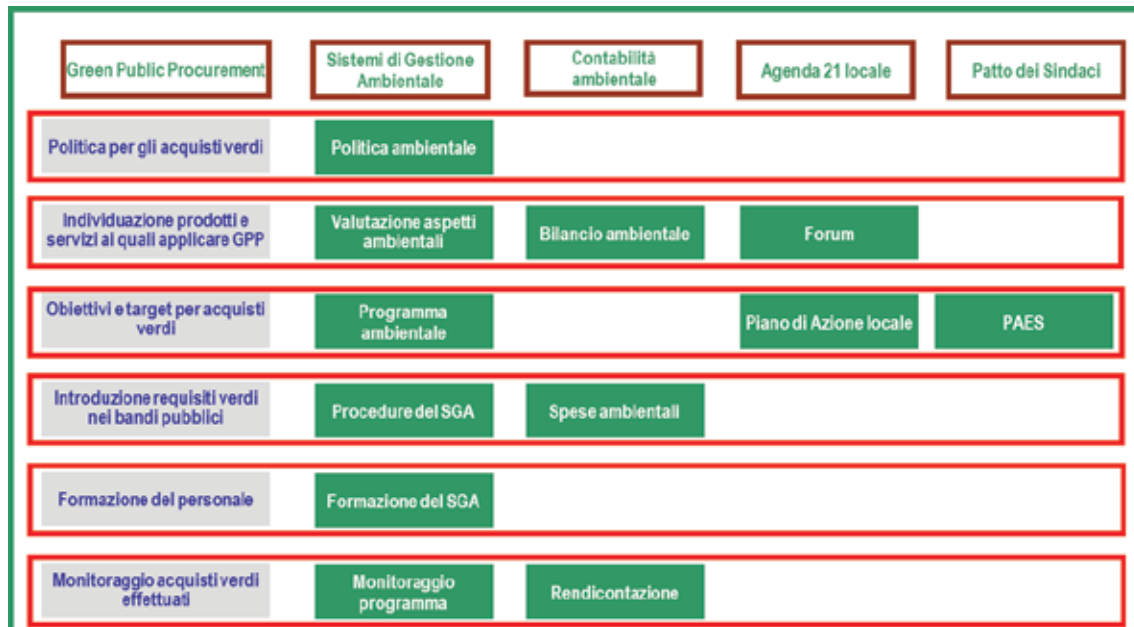 Green Public Procurement
Sistemi di Gestione
Ambientale
Contabilità
ambientale
Agenda 21 locale
Patto dei Sindaci
Politica per gli acquisti verdi
Politica ambientale
Individuazione prodotti e
servizi ai quali applicare GPP
Valutazione aspetti
ambientali
Bilancio ambientale
Forum
Obiettivi e target per acquisti
verdi
Programma
ambientale
Piano di Azione locale
PAES
Introduzione requisiti verdi
nei bandi pubblici
Procedure del SGA
Spese ambientali
Formazione del personale
Formazione del SGA
Monitoraggio acquisti verdi
effettuati
Monitoraggio
programma
Rendicontazione